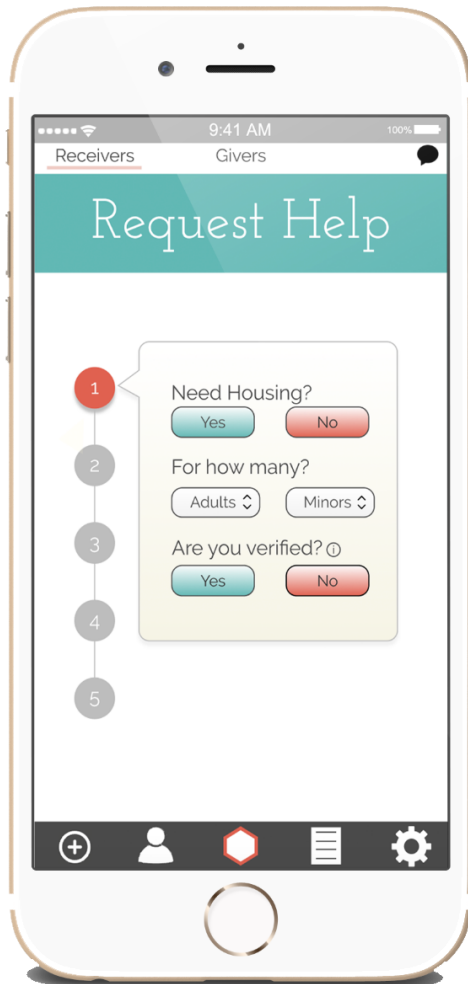 9:41 AM 100%
Receivers Givers
Request Help
1
Need Housing?
Yes No
2
For how many?
Adults Minors
3
Are you verified? i
Yes No
4
5